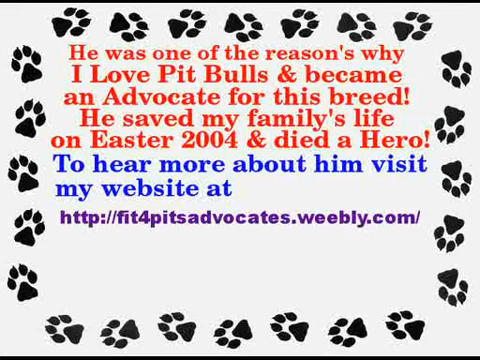 He was one of the reason's why
I Love Pit Bulls & became
an Advocate for this breed!
He saved my family's life
on Easter 2004 & died a Hero!
To hear more about him visit
my website at
http://fit4pitsadvocates.weebly.com/